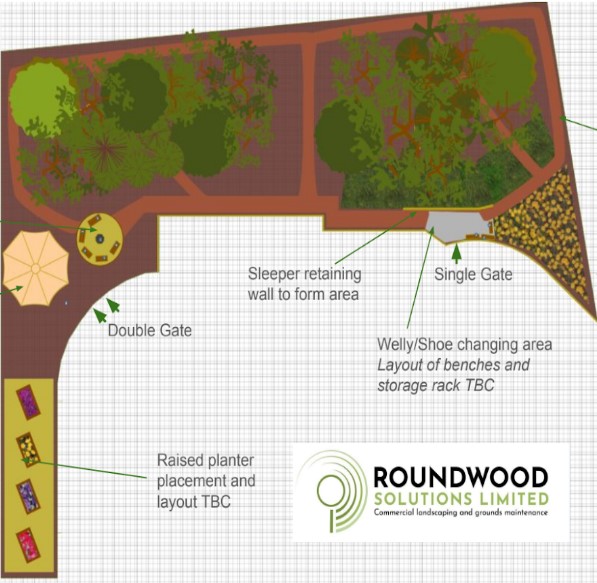 Sleeper retaining
wall to form area
Single Gate
Double Gate
Welly/Shoe changing area
Layout of benches and
storage rack TBC
Raised planter
placement and
layout TBC
ROUNDWOOD
SOLUTIONS LIMITED
Commercial landscaping and grounds maintenance